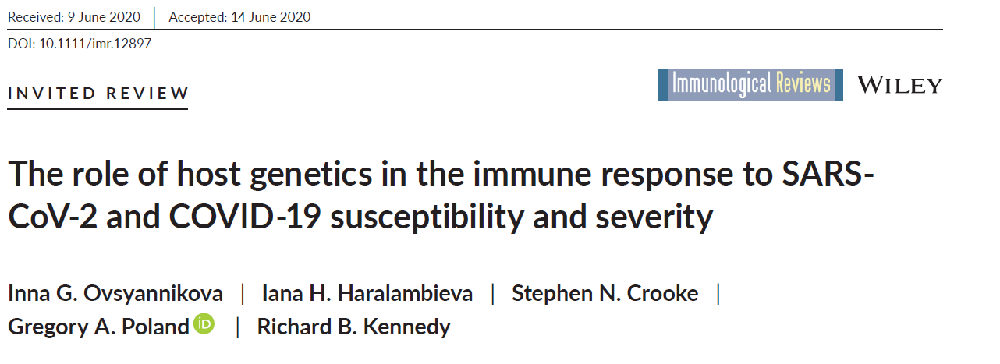 Received: 9 June 2020 | Accepted: 14 June 2020
DOI: 10.1111/imr.12897
INVITED REVIEW
Immunological Reviews WILEY
The role of host genetics in the immune response to SARS-
CoV-2 and COVID-19 susceptibility and severity
Inna G. Ovsyannikova | Iana H. Haralambieva | Stephen N. Crooke |
Gregory A. Poland iD | Richard B. Kennedy